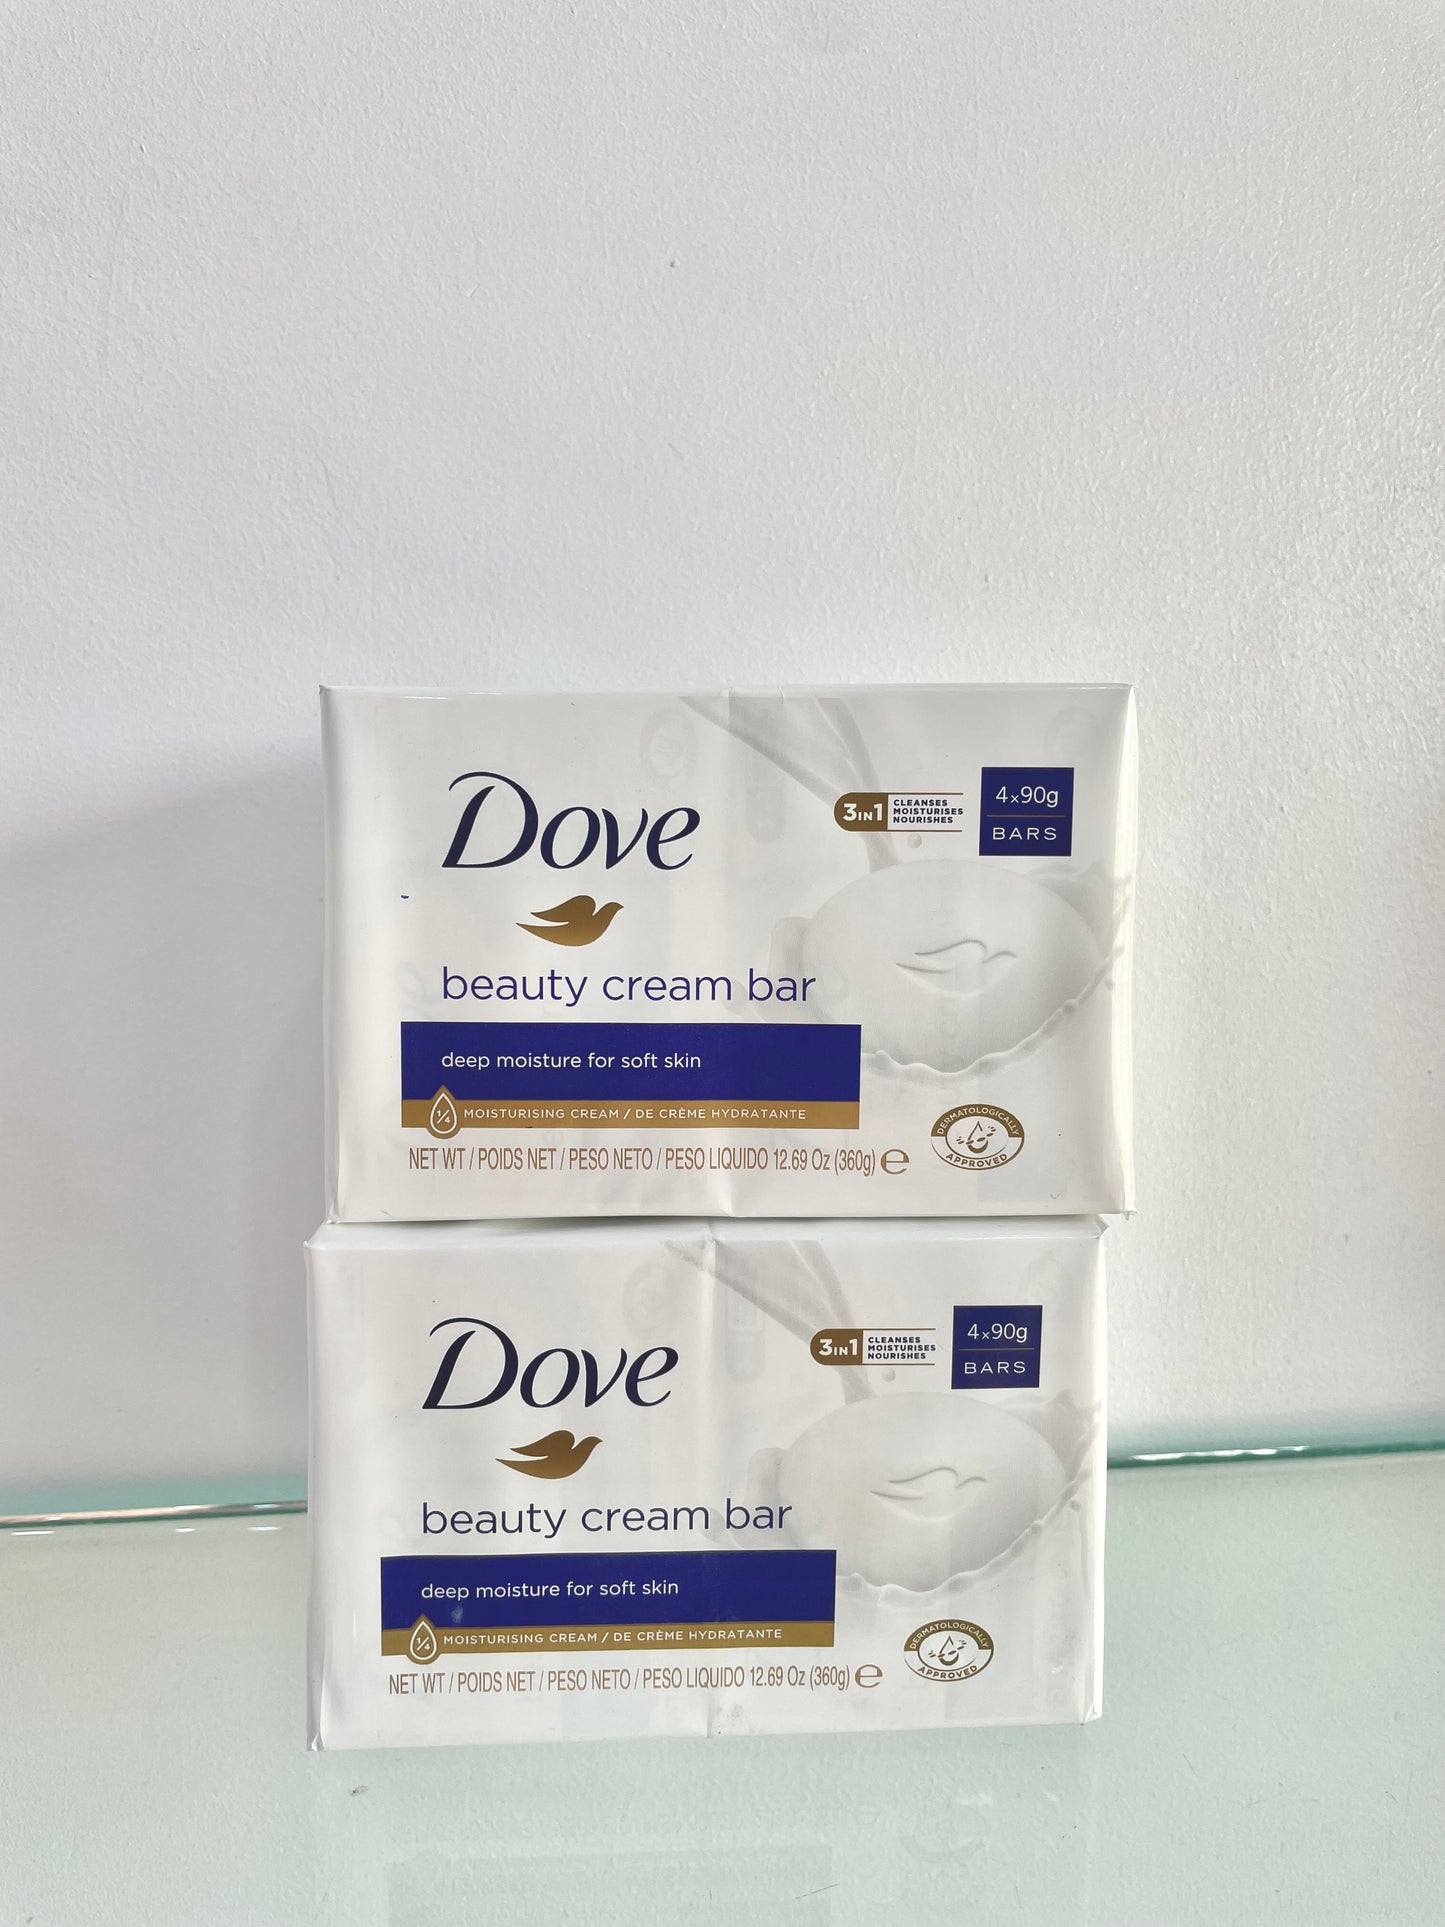 Dove
3IN1 CLEANSES
MOISTURISES
NOURISHES
4x90g
BARS
beauty cream bar
deep moisture for soft skin
1/4 MOISTURISING CREAM / DE CRÈME HYDRATANTE
NET WT / POIDS NET / PESO NETO / PESO LIQUIDO 12.69 Oz (360g) e
DERMATOLOGICALLY
APPROVED
Dove
3IN1 CLEANSES
MOISTURISES
NOURISHES
4x90g
BARS
beauty cream bar
deep moisture for soft skin
1/4 MOISTURISING CREAM / DE CRÈME HYDRATANTE
NET WT / POIDS NET / PESO NETO / PESO LIQUIDO 12.69 Oz (360g) e
DERMATOLOGICALLY
APPROVED